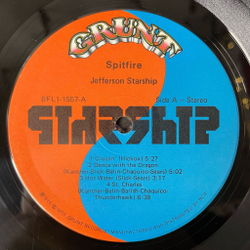 GRUNT
Spitfire
Jefferson Starship
BFL1-1557-A
Side A - Stereo
STARSHIP
1 Cruisin' (Hickox) 5:27
2 Dance with the Dragon
(Kantner-Slick-Balin-Chaquico-Sears) 5:02
3 Hot Water (Slick-Sears) 3:17
4 St. Charles
(Kantner-Balin-Barish-Chaquico-
Thunderhawk) 6:38